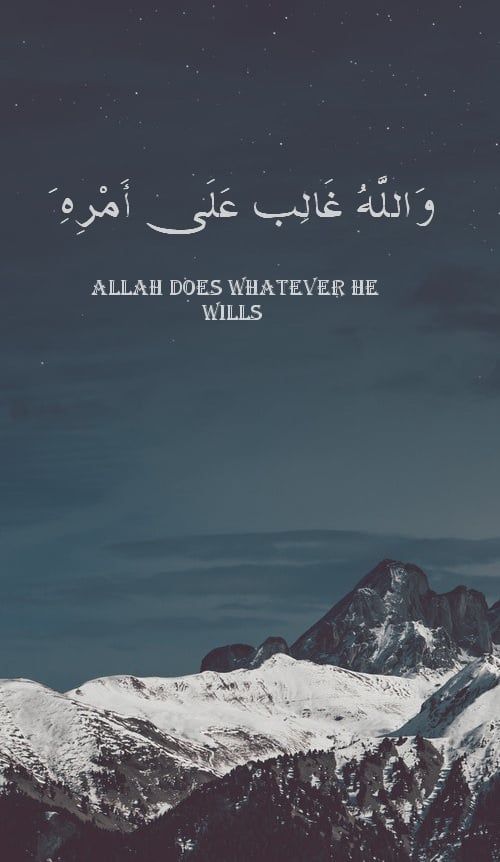 وَاللَّهُ غَالِب عَلَى أَمْرِهِ َ
ALLAH DOES WHATEVER HE
WILLS